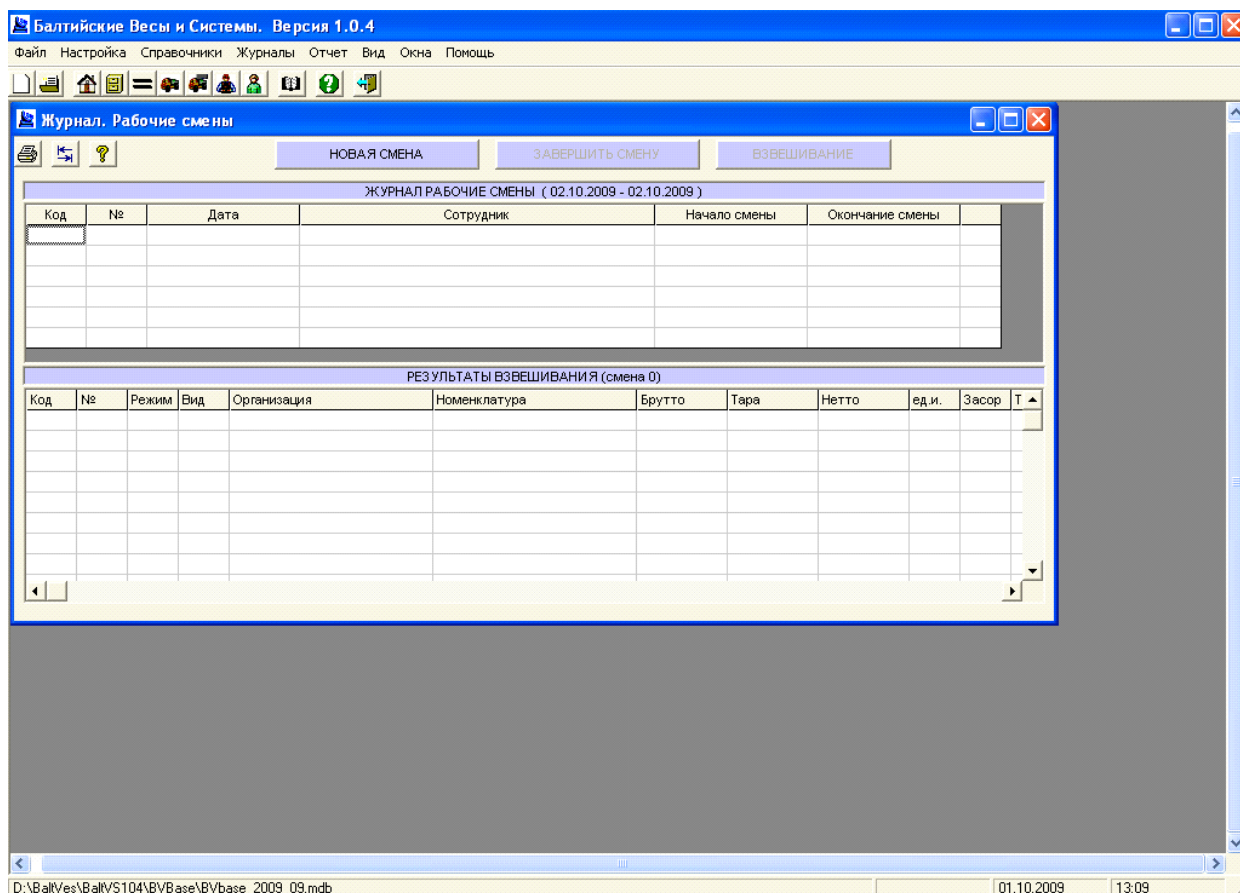 Балтийские Весы и Системы. Версия 1.0.4
Файл Настройка Справочники Журналы Отчет Вид Окна Помощь
Журнал. Рабочие смены
НОВАЯ СМЕНА ЗАВЕРШИТЬ СМЕНУ ВЗВЕШИВАНИЕ
ЖУРНАЛ РАБОЧИЕ СМЕНЫ ( 02.10.2009 - 02.10.2009 )
Код № Дата Сотрудник Начало смены Окончание смены
РЕЗУЛЬТАТЫ ВЗВЕШИВАНИЯ (смена 0)
Код № Режим Вид Организация Номенклатура Брутто Тара Нетто ед.и. Засор Т
D:\BaltVes\BaltVS104\BVBase\BVbase_2009_09.mdb 01.10.2009 13:09